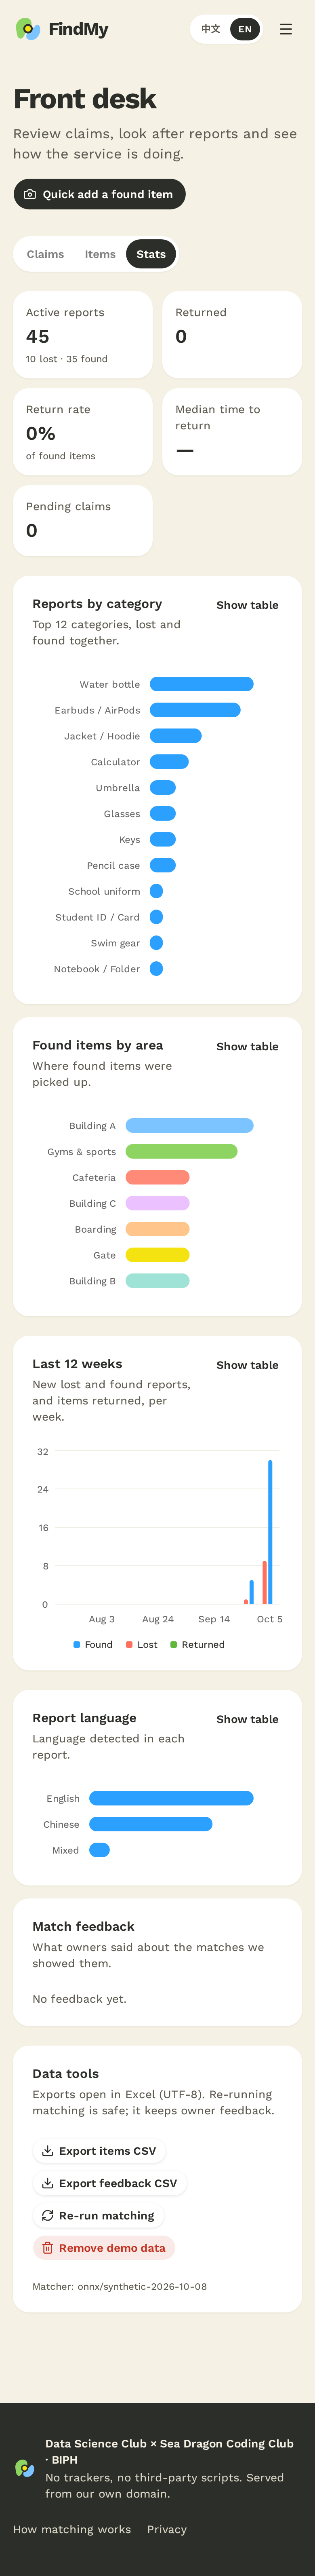 FindMy
中文 EN
Front desk
Review claims, look after reports and see
how the service is doing.
Quick add a found item
Claims Items Stats
Active reports
45
10 lost · 35 found
Returned
0
Return rate
0%
of found items
Median time to
return
—
Pending claims
0
Reports by category
Show table
Top 12 categories, lost and
found together.
Water bottle
Earbuds / AirPods
Jacket / Hoodie
Calculator
Umbrella
Glasses
Keys
Pencil case
School uniform
Student ID / Card
Swim gear
Notebook / Folder
Found items by area
Show table
Where found items were
picked up.
Building A
Gyms & sports
Cafeteria
Building C
Boarding
Gate
Building B
Last 12 weeks
Show table
New lost and found reports,
and items returned, per
week.
32
24
16
8
0
Aug 3 Aug 24 Sep 14 Oct 5
Found Lost Returned
Report language
Show table
Language detected in each
report.
English
Chinese
Mixed
Match feedback
What owners said about the matches we
showed them.
No feedback yet.
Data tools
Exports open in Excel (UTF-8). Re-running
matching is safe; it keeps owner feedback.
Export items CSV
Export feedback CSV
Re-run matching
Remove demo data
Matcher: onnx/synthetic-2026-10-08
Data Science Club × Sea Dragon Coding Club
· BIPH
No trackers, no third-party scripts. Served
from our own domain.
How matching works Privacy